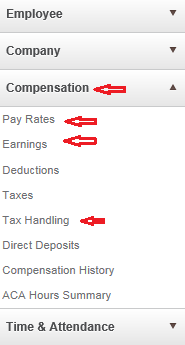 Employee
Company
Compensation
Pay Rates
Earnings
Deductions
Taxes
Tax Handling
Direct Deposits
Compensation History
ACA Hours Summary
Time & Attendance